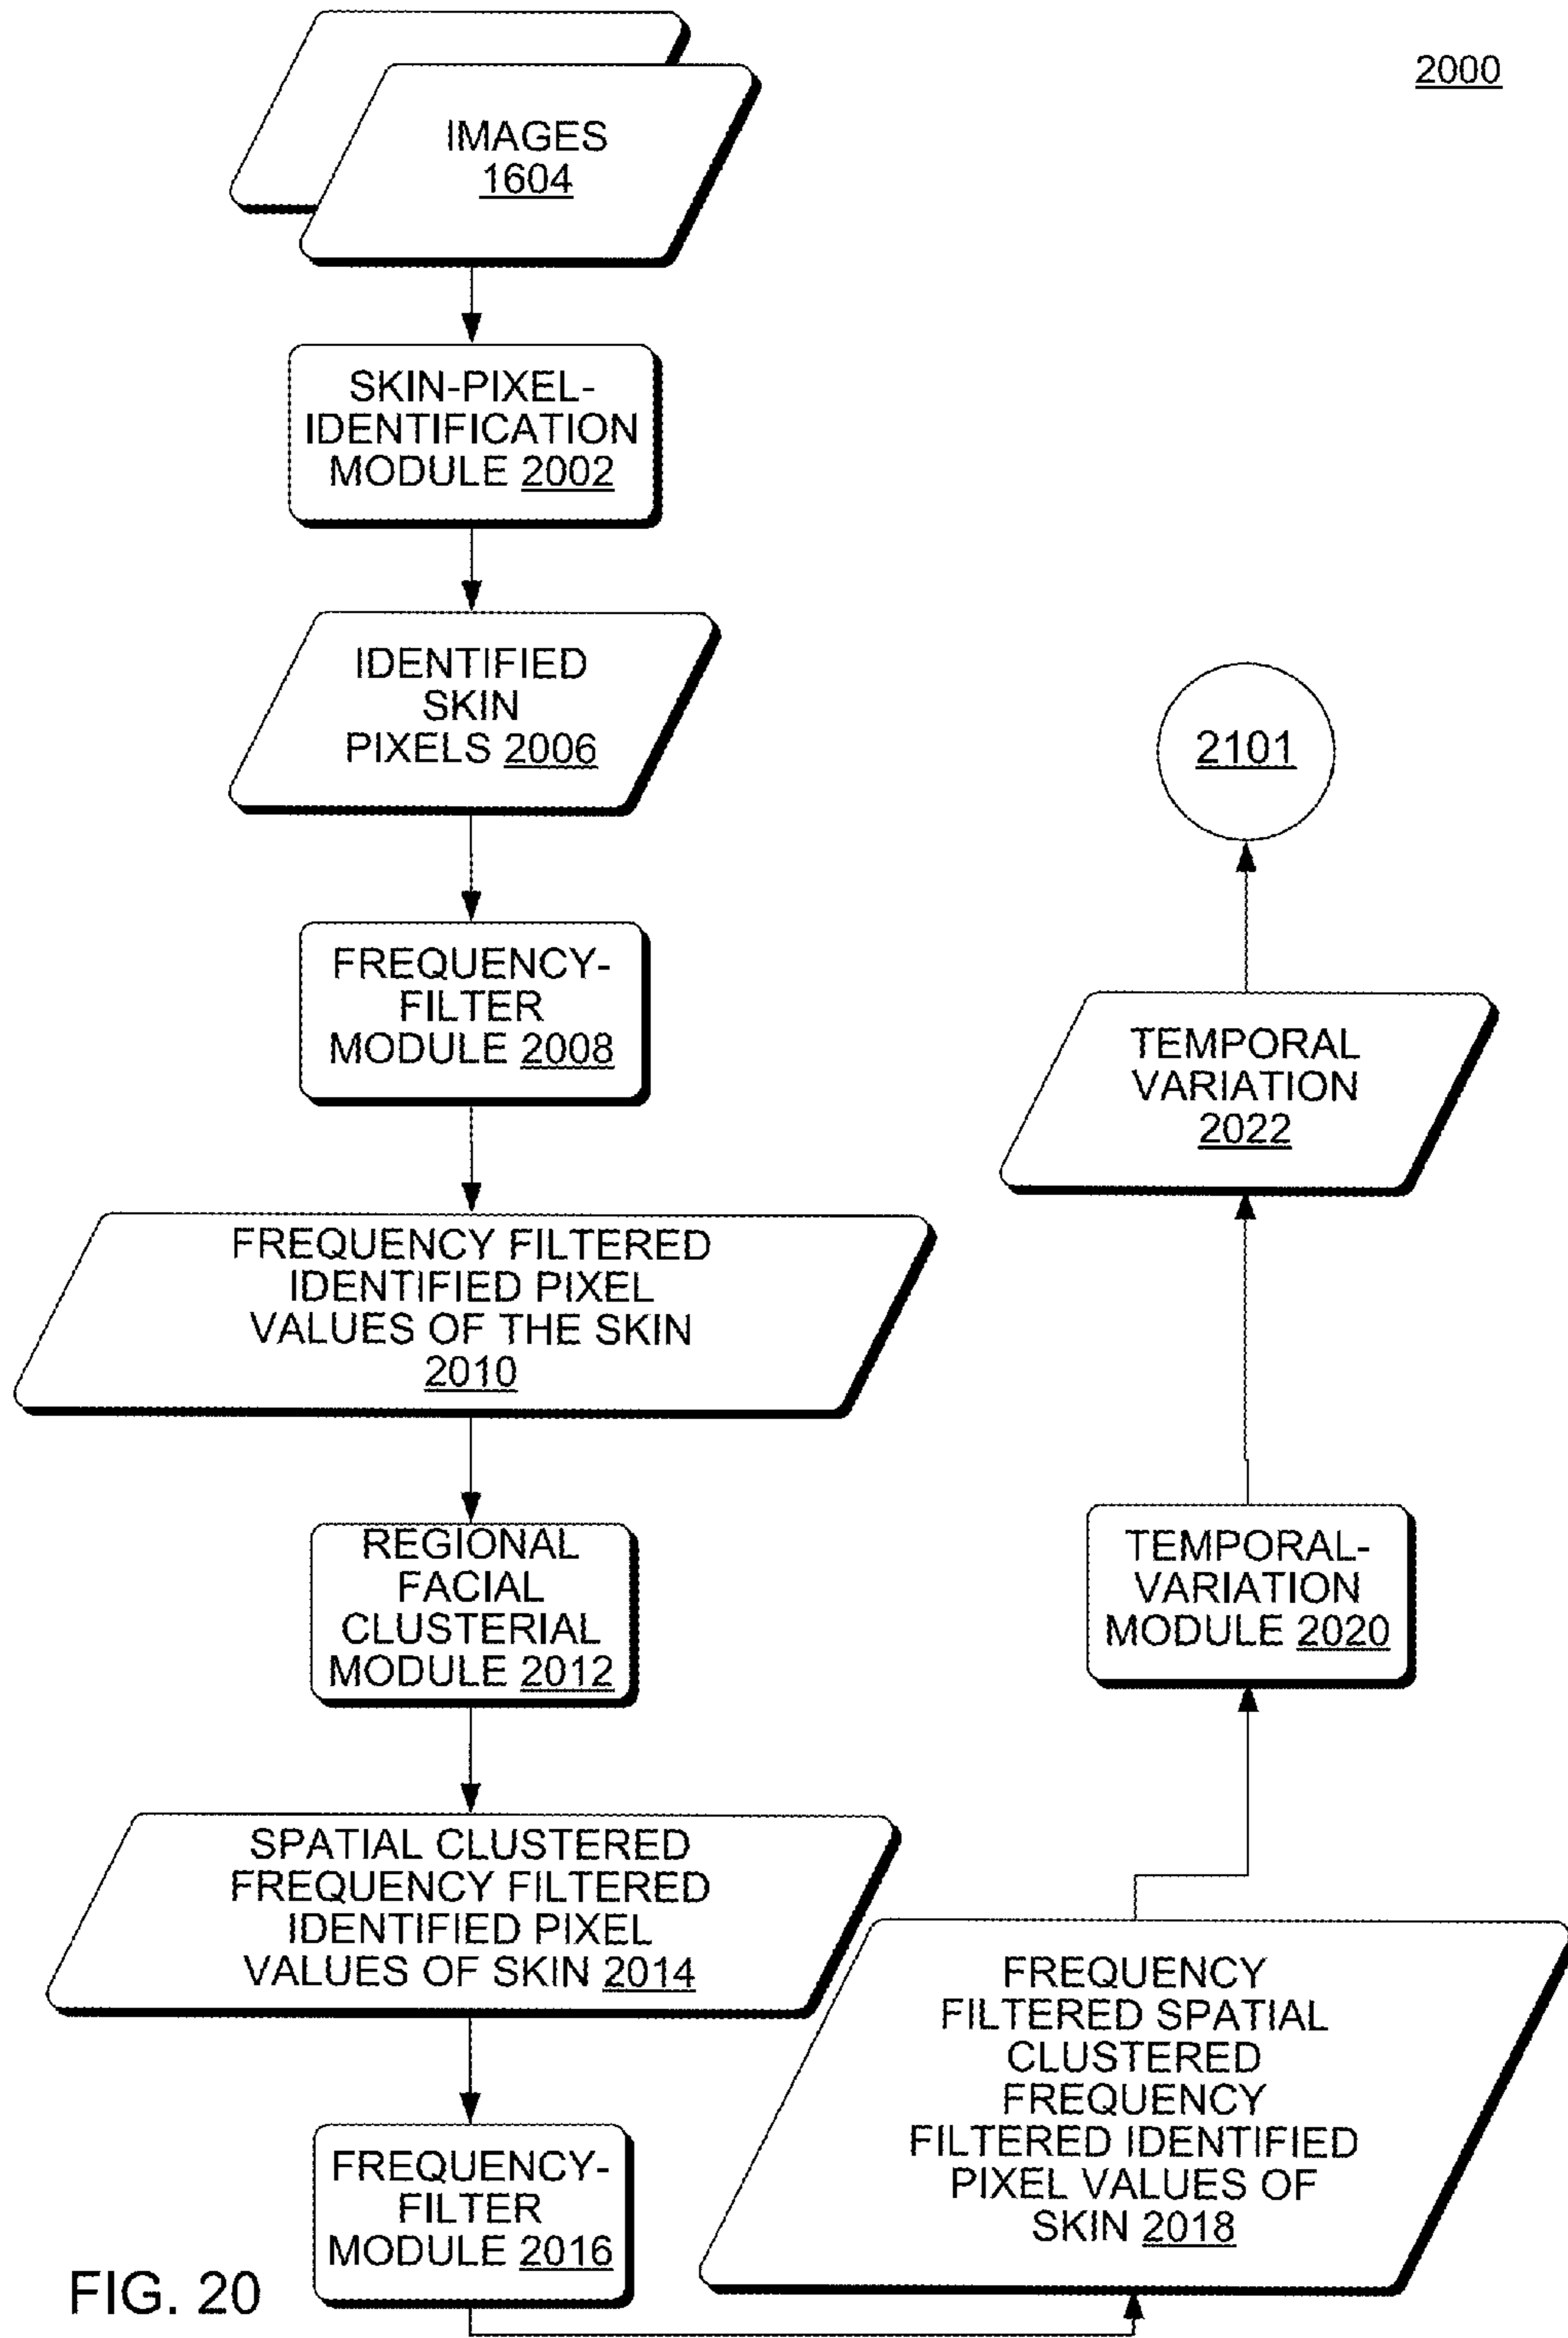 2000
IMAGES
1604
SKIN-PIXEL-
IDENTIFICATION
MODULE 2002
IDENTIFIED
SKIN
PIXELS 2006
FREQUENCY-
FILTER
MODULE 2008
FREQUENCY FILTERED
IDENTIFIED PIXEL
VALUES OF THE SKIN
2010
REGIONAL
FACIAL
CLUSTERIAL
MODULE 2012
SPATIAL CLUSTERED
FREQUENCY FILTERED
IDENTIFIED PIXEL
VALUES OF SKIN 2014
FREQUENCY-
FILTER
MODULE 2016
FREQUENCY
FILTERED SPATIAL
CLUSTERED
FREQUENCY
FILTERED IDENTIFIED
PIXEL VALUES OF
SKIN 2018
TEMPORAL-
VARIATION
MODULE 2020
TEMPORAL
VARIATION
2022
2101
FIG. 20